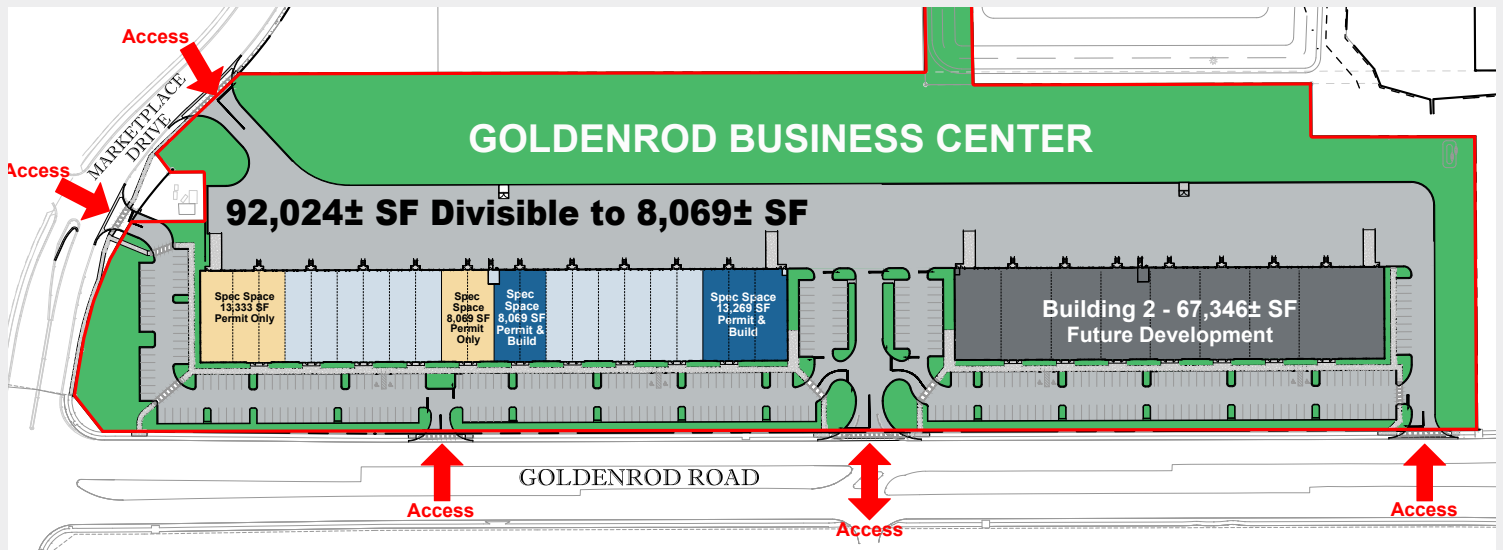 Access
MARKETPLACE
DRIVE
Access
GOLDENROD BUSINESS CENTER
92,024± SF Divisible to 8,069± SF
Spec Space
13,333 SF
Permit Only
Spec
Space
8,069 SF
Permit
Only
Spec
Space
8,069 SF
Permit &
Build
Spec Space
13,269 SF
Permit &
Build
Building 2 - 67,346± SF
Future Development
GOLDENROD ROAD
Access
Access
Access